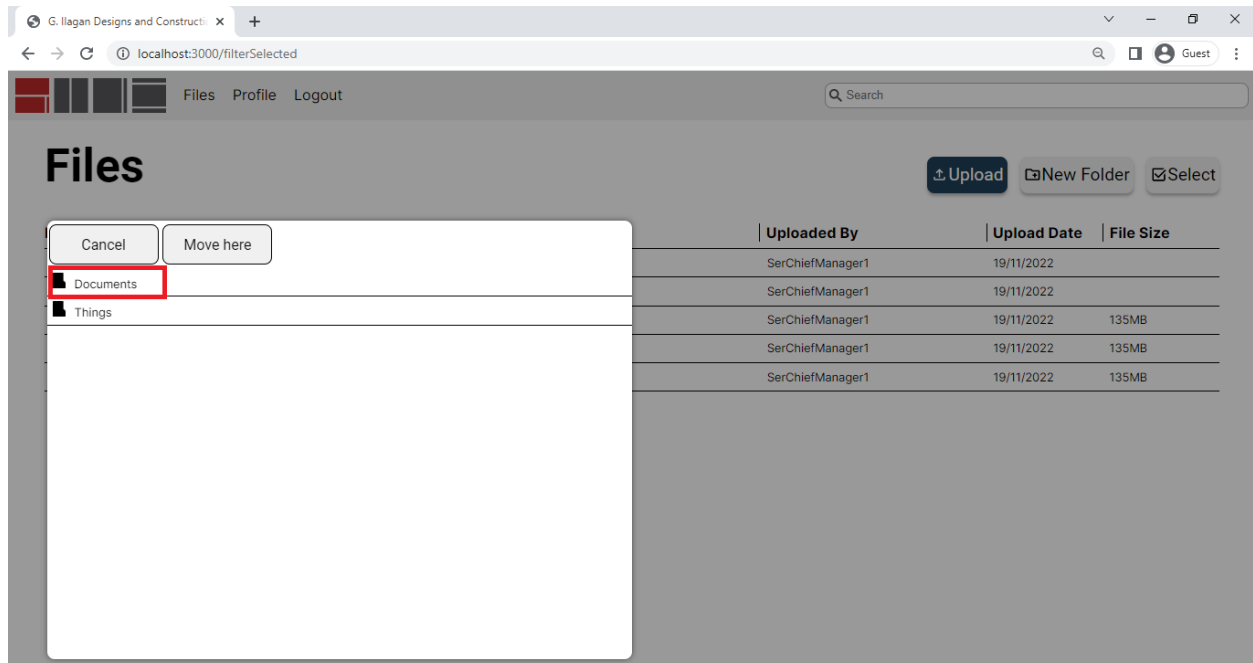 G. Ilagan Designs and Constructi
localhost:3000/filterSelected
Guest
Files Profile Logout
Search
Files
Upload
New Folder
Select
Cancel
Move here
Uploaded By
Upload Date
File Size
Documents
Things
SerChiefManager1 19/11/2022
SerChiefManager1 19/11/2022
SerChiefManager1 19/11/2022 135MB
SerChiefManager1 19/11/2022 135MB
SerChiefManager1 19/11/2022 135MB